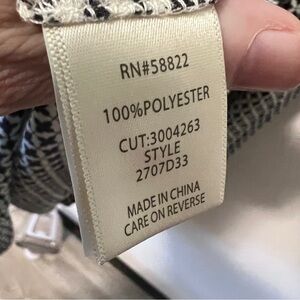 RN#58822
100%POLYESTER
CUT:3004263
STYLE
2707D33
MADE IN CHINA
CARE ON REVERSE